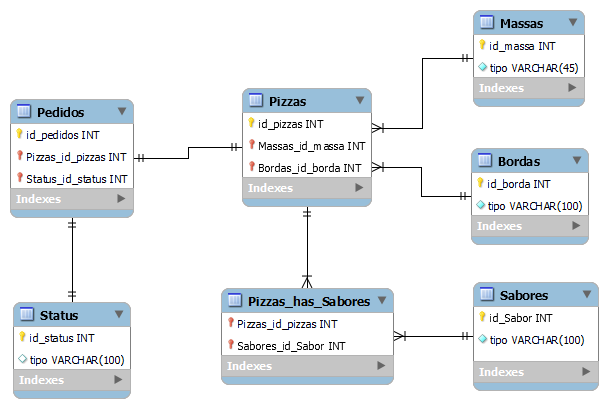 Massas
id_massa INT
tipo VARCHAR(45)
Indexes
Pedidos
id_pedidos INT
Pizzas_id_pizzas INT
Status_id_status INT
Indexes
Pizzas
id_pizzas INT
Massas_id_massa INT
Bordas_id_borda INT
Indexes
Bordas
id_borda INT
tipo VARCHAR(100)
Indexes
Status
id_status INT
tipo VARCHAR(100)
Indexes
Pizzas_has_Sabores
Pizzas_id_pizzas INT
Sabores_id_Sabor INT
Indexes
Sabores
id_Sabor INT
tipo VARCHAR(100)
Indexes